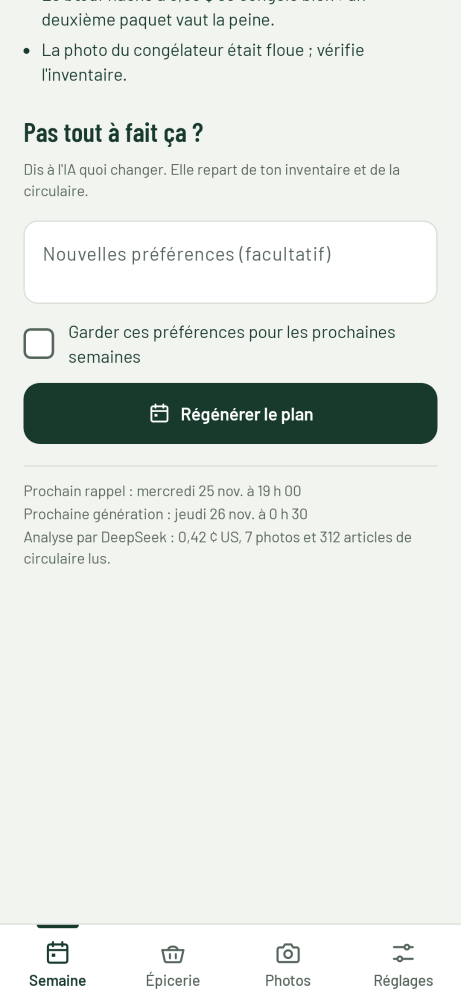 deuxième paquet vaut la peine.
La photo du congélateur était floue ; vérifie
l'inventaire.
Pas tout à fait ça ?
Dis à l'IA quoi changer. Elle repart de ton inventaire et de la
circulaire.
Nouvelles préférences (facultatif)
Garder ces préférences pour les prochaines
semaines
Régénérer le plan
Prochain rappel : mercredi 25 nov. à 19 h 00
Prochaine génération : jeudi 26 nov. à 0 h 30
Analyse par DeepSeek : 0,42 ¢ US, 7 photos et 312 articles de
circulaire lus.
Semaine
Épicerie
Photos
Réglages